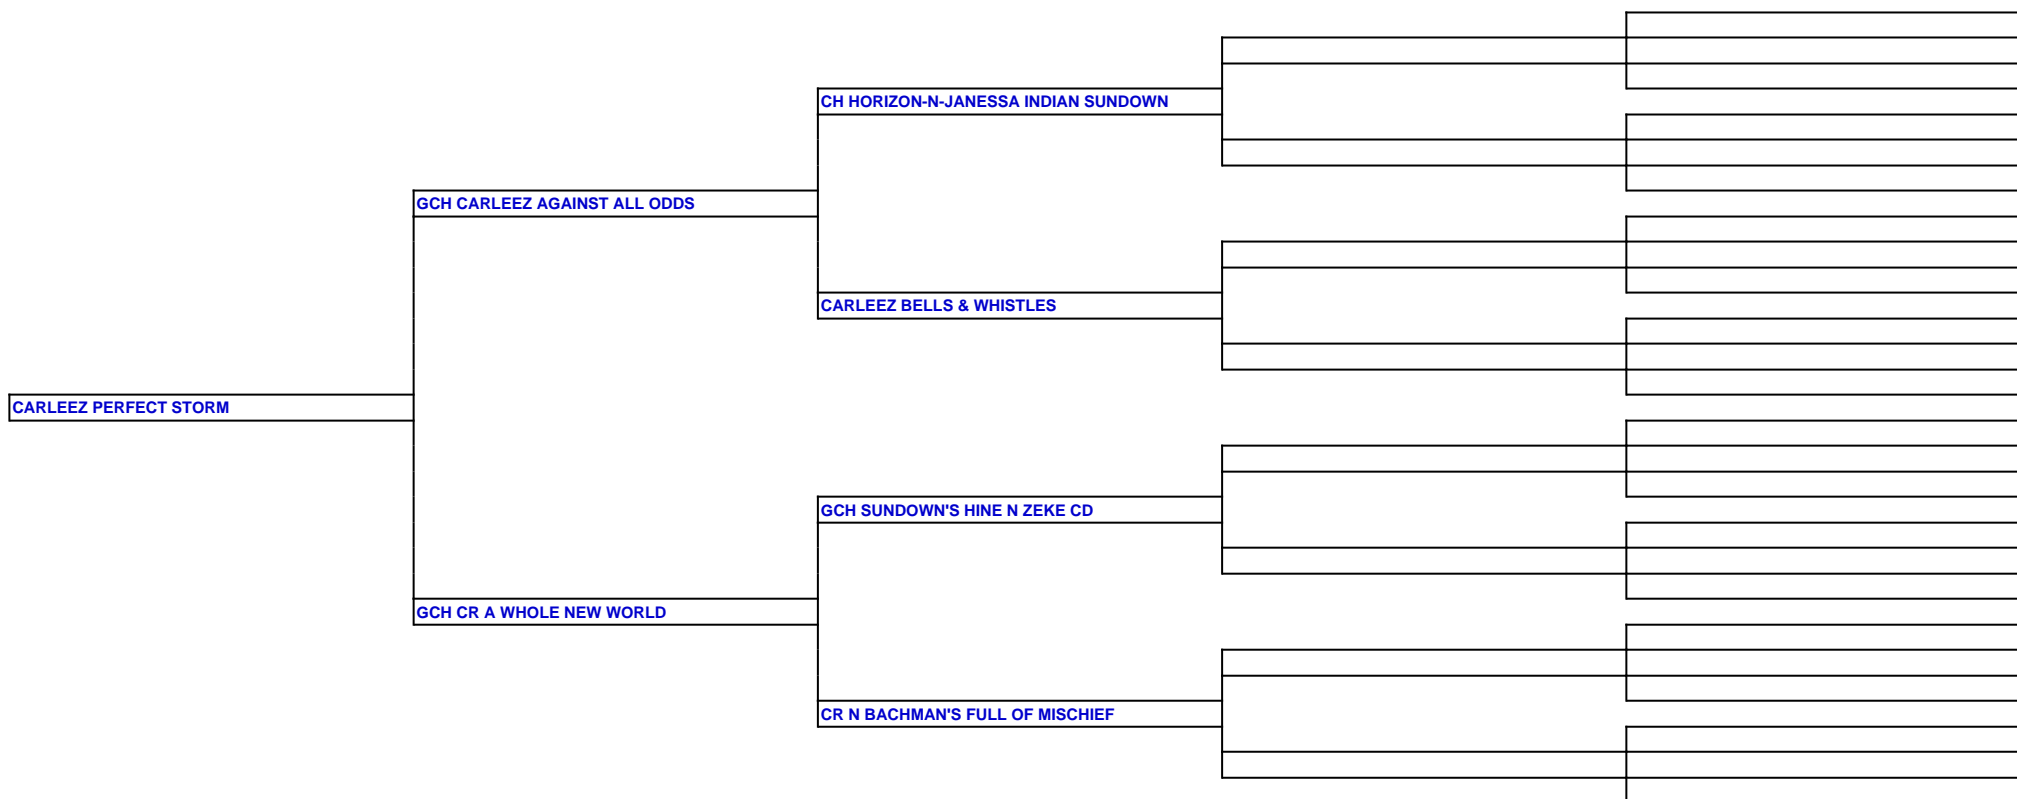 CH HORIZON-N-JANESSA INDIAN SUNDOWN
GCH CARLEEZ AGAINST ALL ODDS
CARLEEZ BELLS & WHISTLES
CARLEEZ PERFECT STORM
GCH SUNDOWN'S HINE N ZEKE CD
GCH CR A WHOLE NEW WORLD
CR N BACHMAN'S FULL OF MISCHIEF